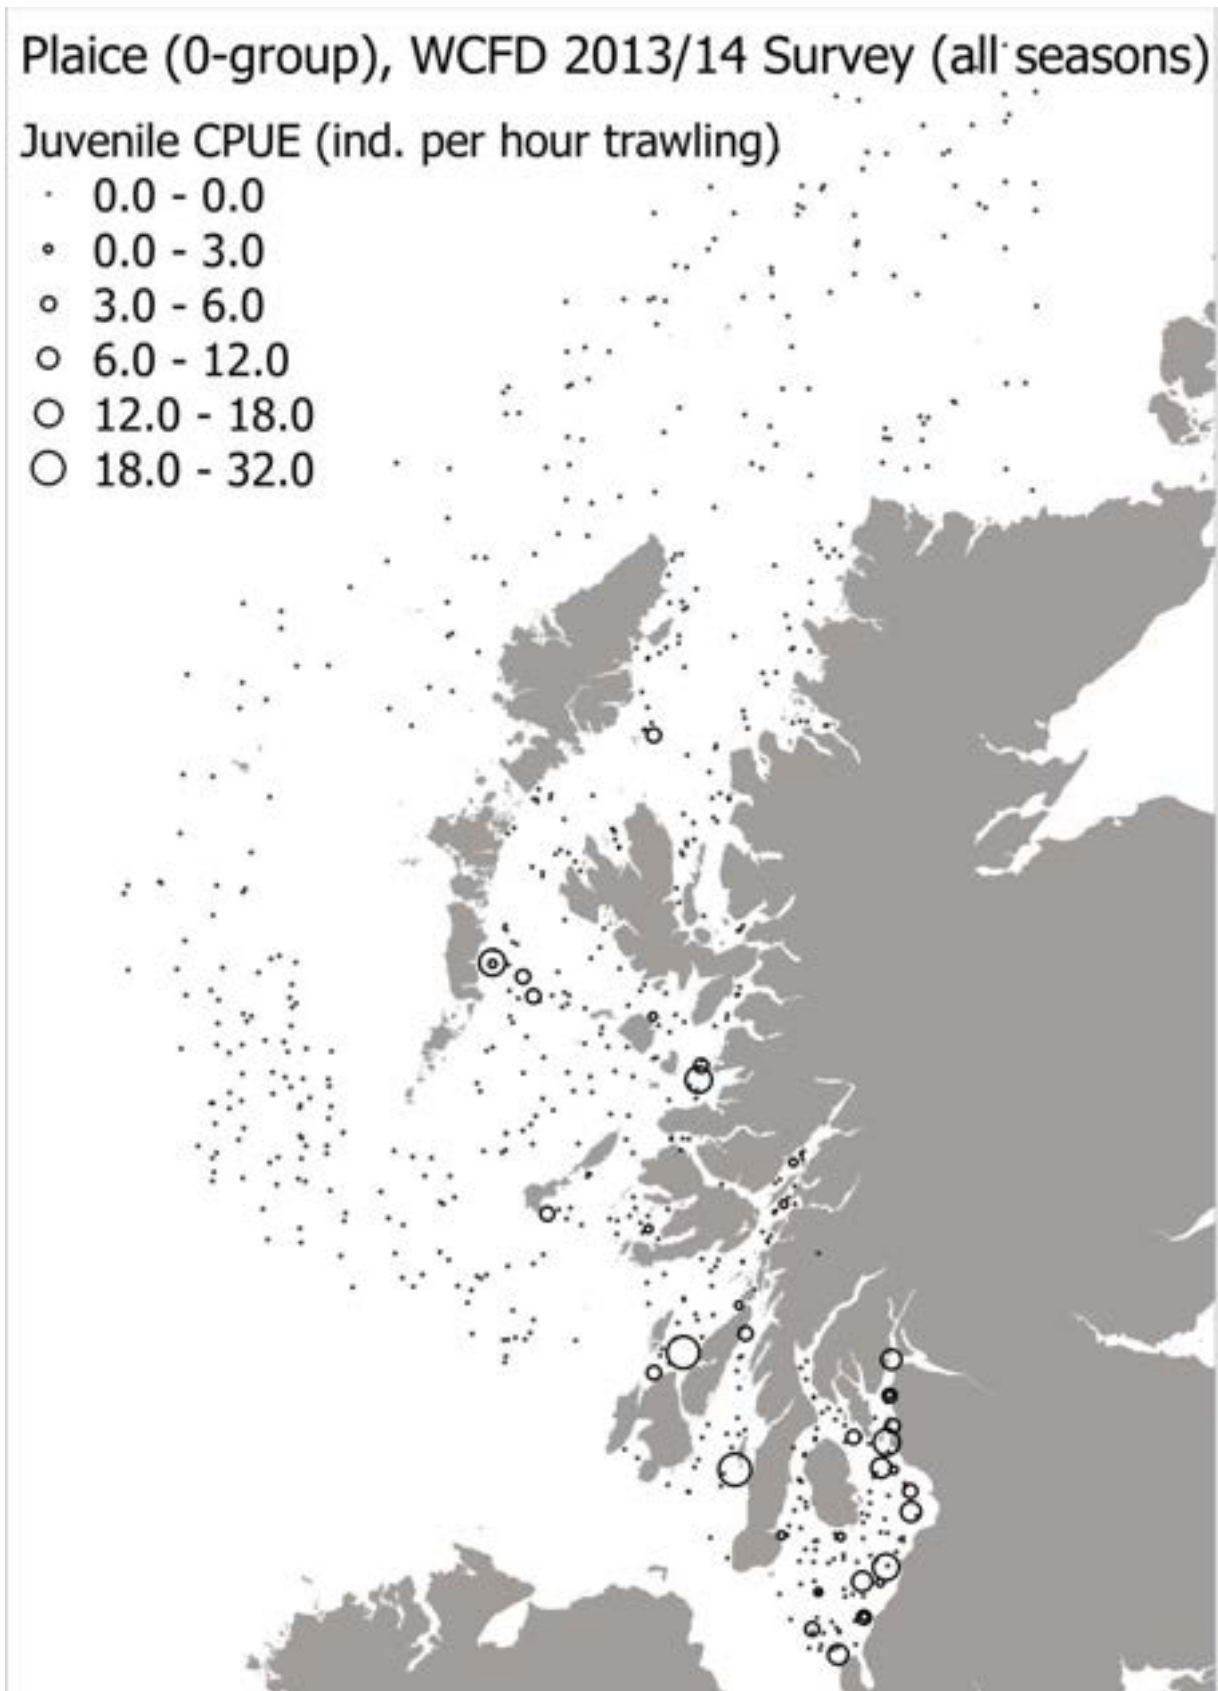 Plaice (0-group), WCFD 2013/14 Survey (all seasons)
Juvenile CPUE (ind. per hour trawling)
0.0 - 0.0
0.0 - 3.0
3.0 - 6.0
6.0 - 12.0
12.0 - 18.0
18.0 - 32.0